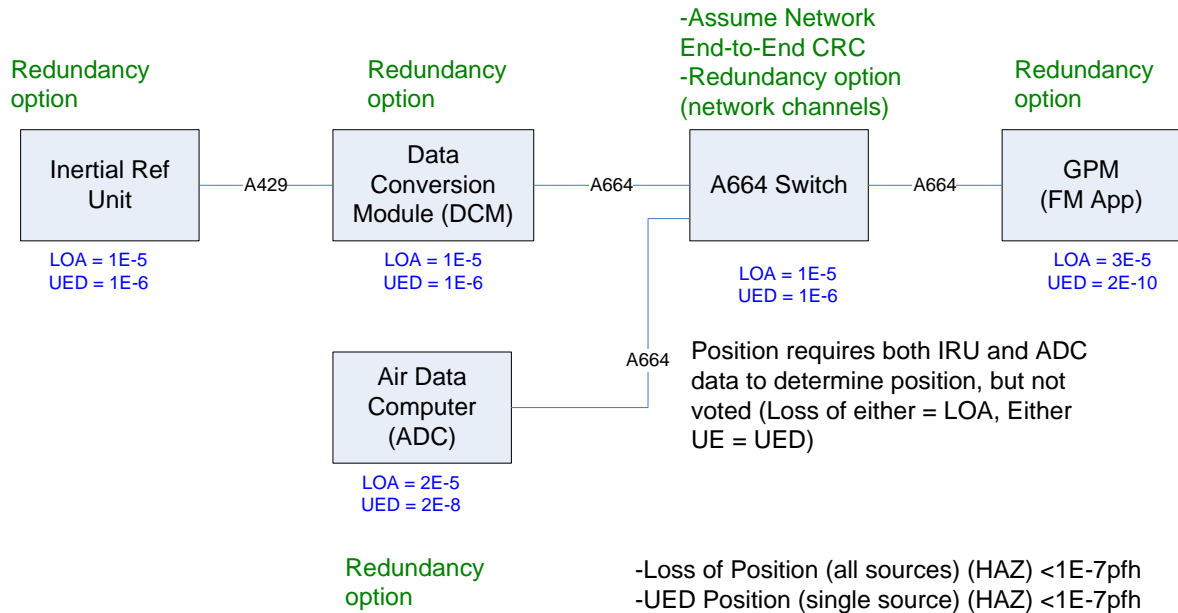 -Assume Network
End-to-End CRC
-Redundancy option
(network channels)
Redundancy
option
Redundancy
option
Redundancy
option
Inertial Ref
Unit
A429
Data
Conversion
Module (DCM)
A664
A664 Switch
A664
GPM
(FM App)
LOA = 1E-5
UED = 1E-6
LOA = 1E-5
UED = 1E-6
LOA = 1E-5
UED = 1E-6
LOA = 3E-5
UED = 2E-10
A664
Air Data
Computer
(ADC)
LOA = 2E-5
UED = 2E-8
Position requires both IRU and ADC
data to determine position, but not
voted (Loss of either = LOA, Either
UE = UED)
Redundancy
option
-Loss of Position (all sources) (HAZ) <1E-7pfh
-UED Position (single source) (HAZ) <1E-7pfh